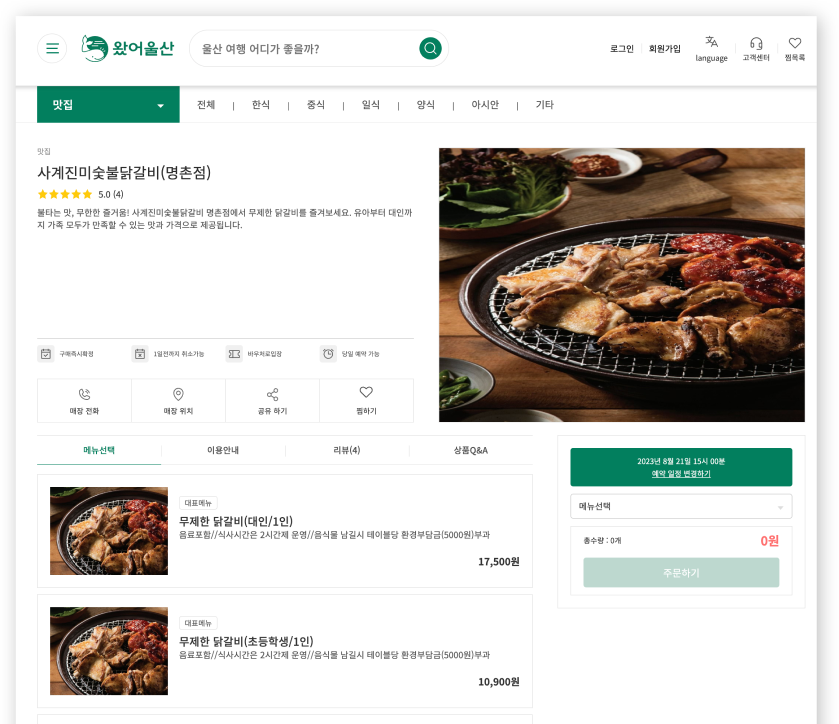 왔어울산
울산 여행 어디가 좋을까?
로그인
회원가입
language
고객센터
찜목록
맛집
전체 | 한식 | 중식 | 일식 | 양식 | 아시안 | 기타
맛집
사계진미숯불닭갈비(명촌점)
5.0 (4)
불타는 맛, 무한한 즐거움! 사계진미숯불닭갈비 명촌점에서 무제한 닭갈비를 즐겨보세요. 유아부터 대인까
지 가족 모두가 만족할 수 있는 맛과 가격으로 제공됩니다.
구매즉시확정
1일전까지 취소가능
바우처로입장
당일 예약 가능
매장 전화
매장 위치
공유 하기
찜하기
메뉴선택
이용안내
리뷰(4)
상품Q&A
대표메뉴
무제한 닭갈비(대인/1인)
음료포함//식사시간은 2시간제 운영//음식물 남길시 테이블당 환경부담금(5000원)부과
17,500원
대표메뉴
무제한 닭갈비(초등학생/1인)
음료포함//식사시간은 2시간제 운영//음식물 남길시 테이블당 환경부담금(5000원)부과
10,900원
2023년 8월 21일 15시 00분
예약 일정 변경하기
메뉴선택
총수량 : 0개
0원
주문하기